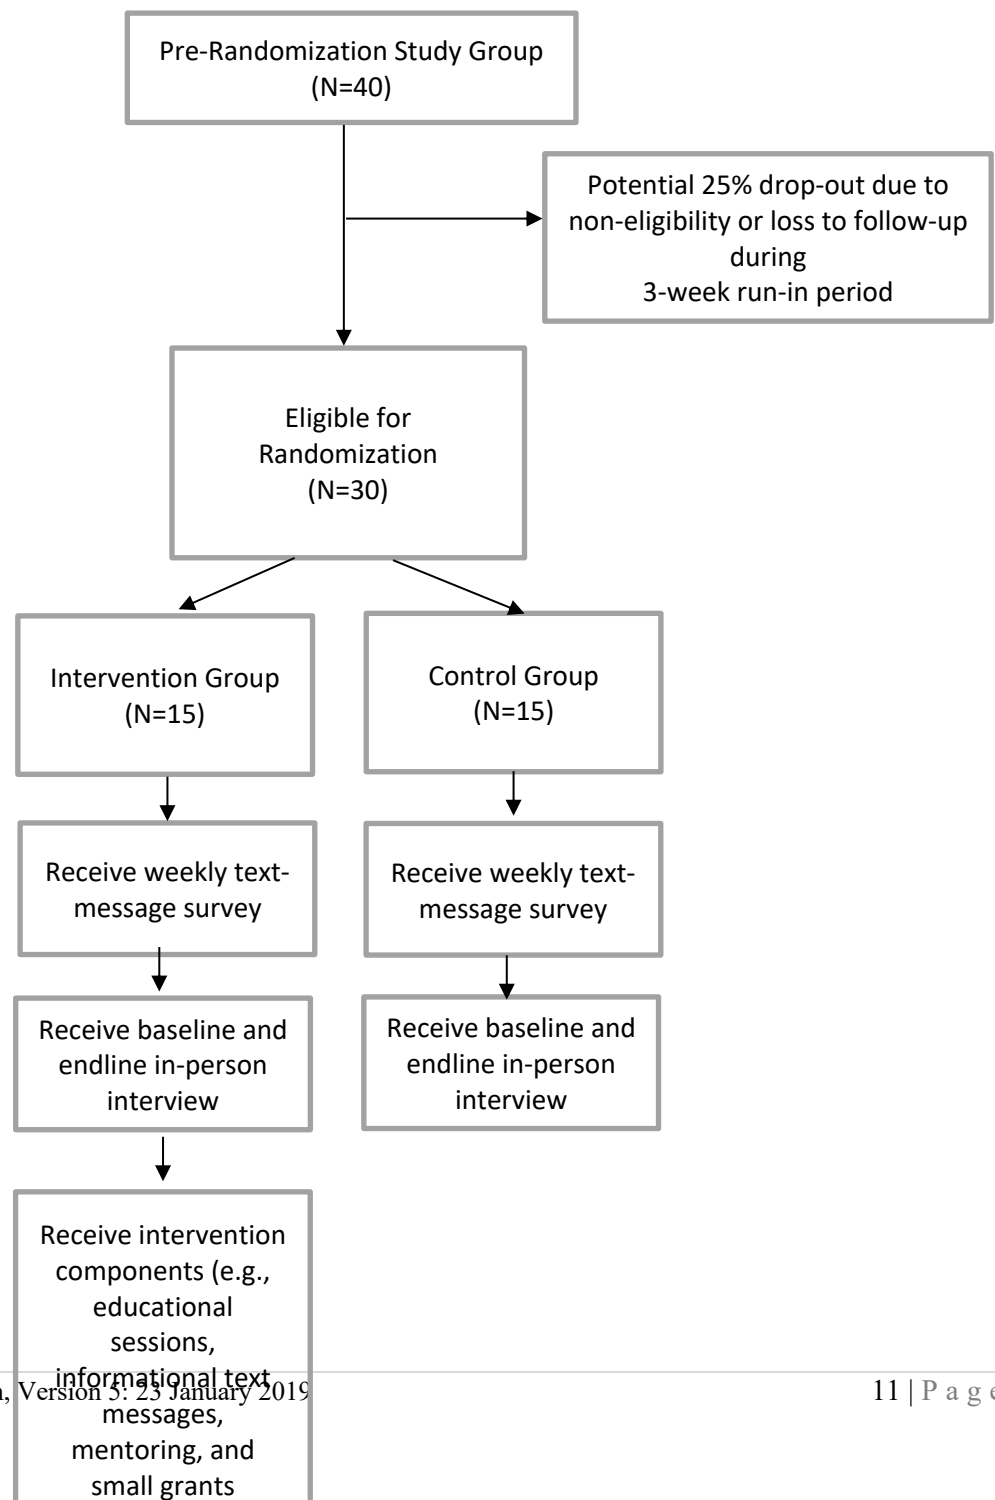 Pre-Randomization Study Group
(N=40)
Potential 25% drop-out due to
non-eligibility or loss to follow-up
during
3-week run-in period
Eligible for
Randomization
(N=30)
Intervention Group
(N=15)
Control Group
(N=15)
Receive weekly text-
message survey
Receive weekly text-
message survey
Receive baseline and
endline in-person
interview
Receive baseline and
endline in-person
interview
Receive intervention
components (e.g.,
educational
sessions,
informational text
messages,
mentoring, and
small grants
, Version 5: 23 January 2019
11 | P a g e